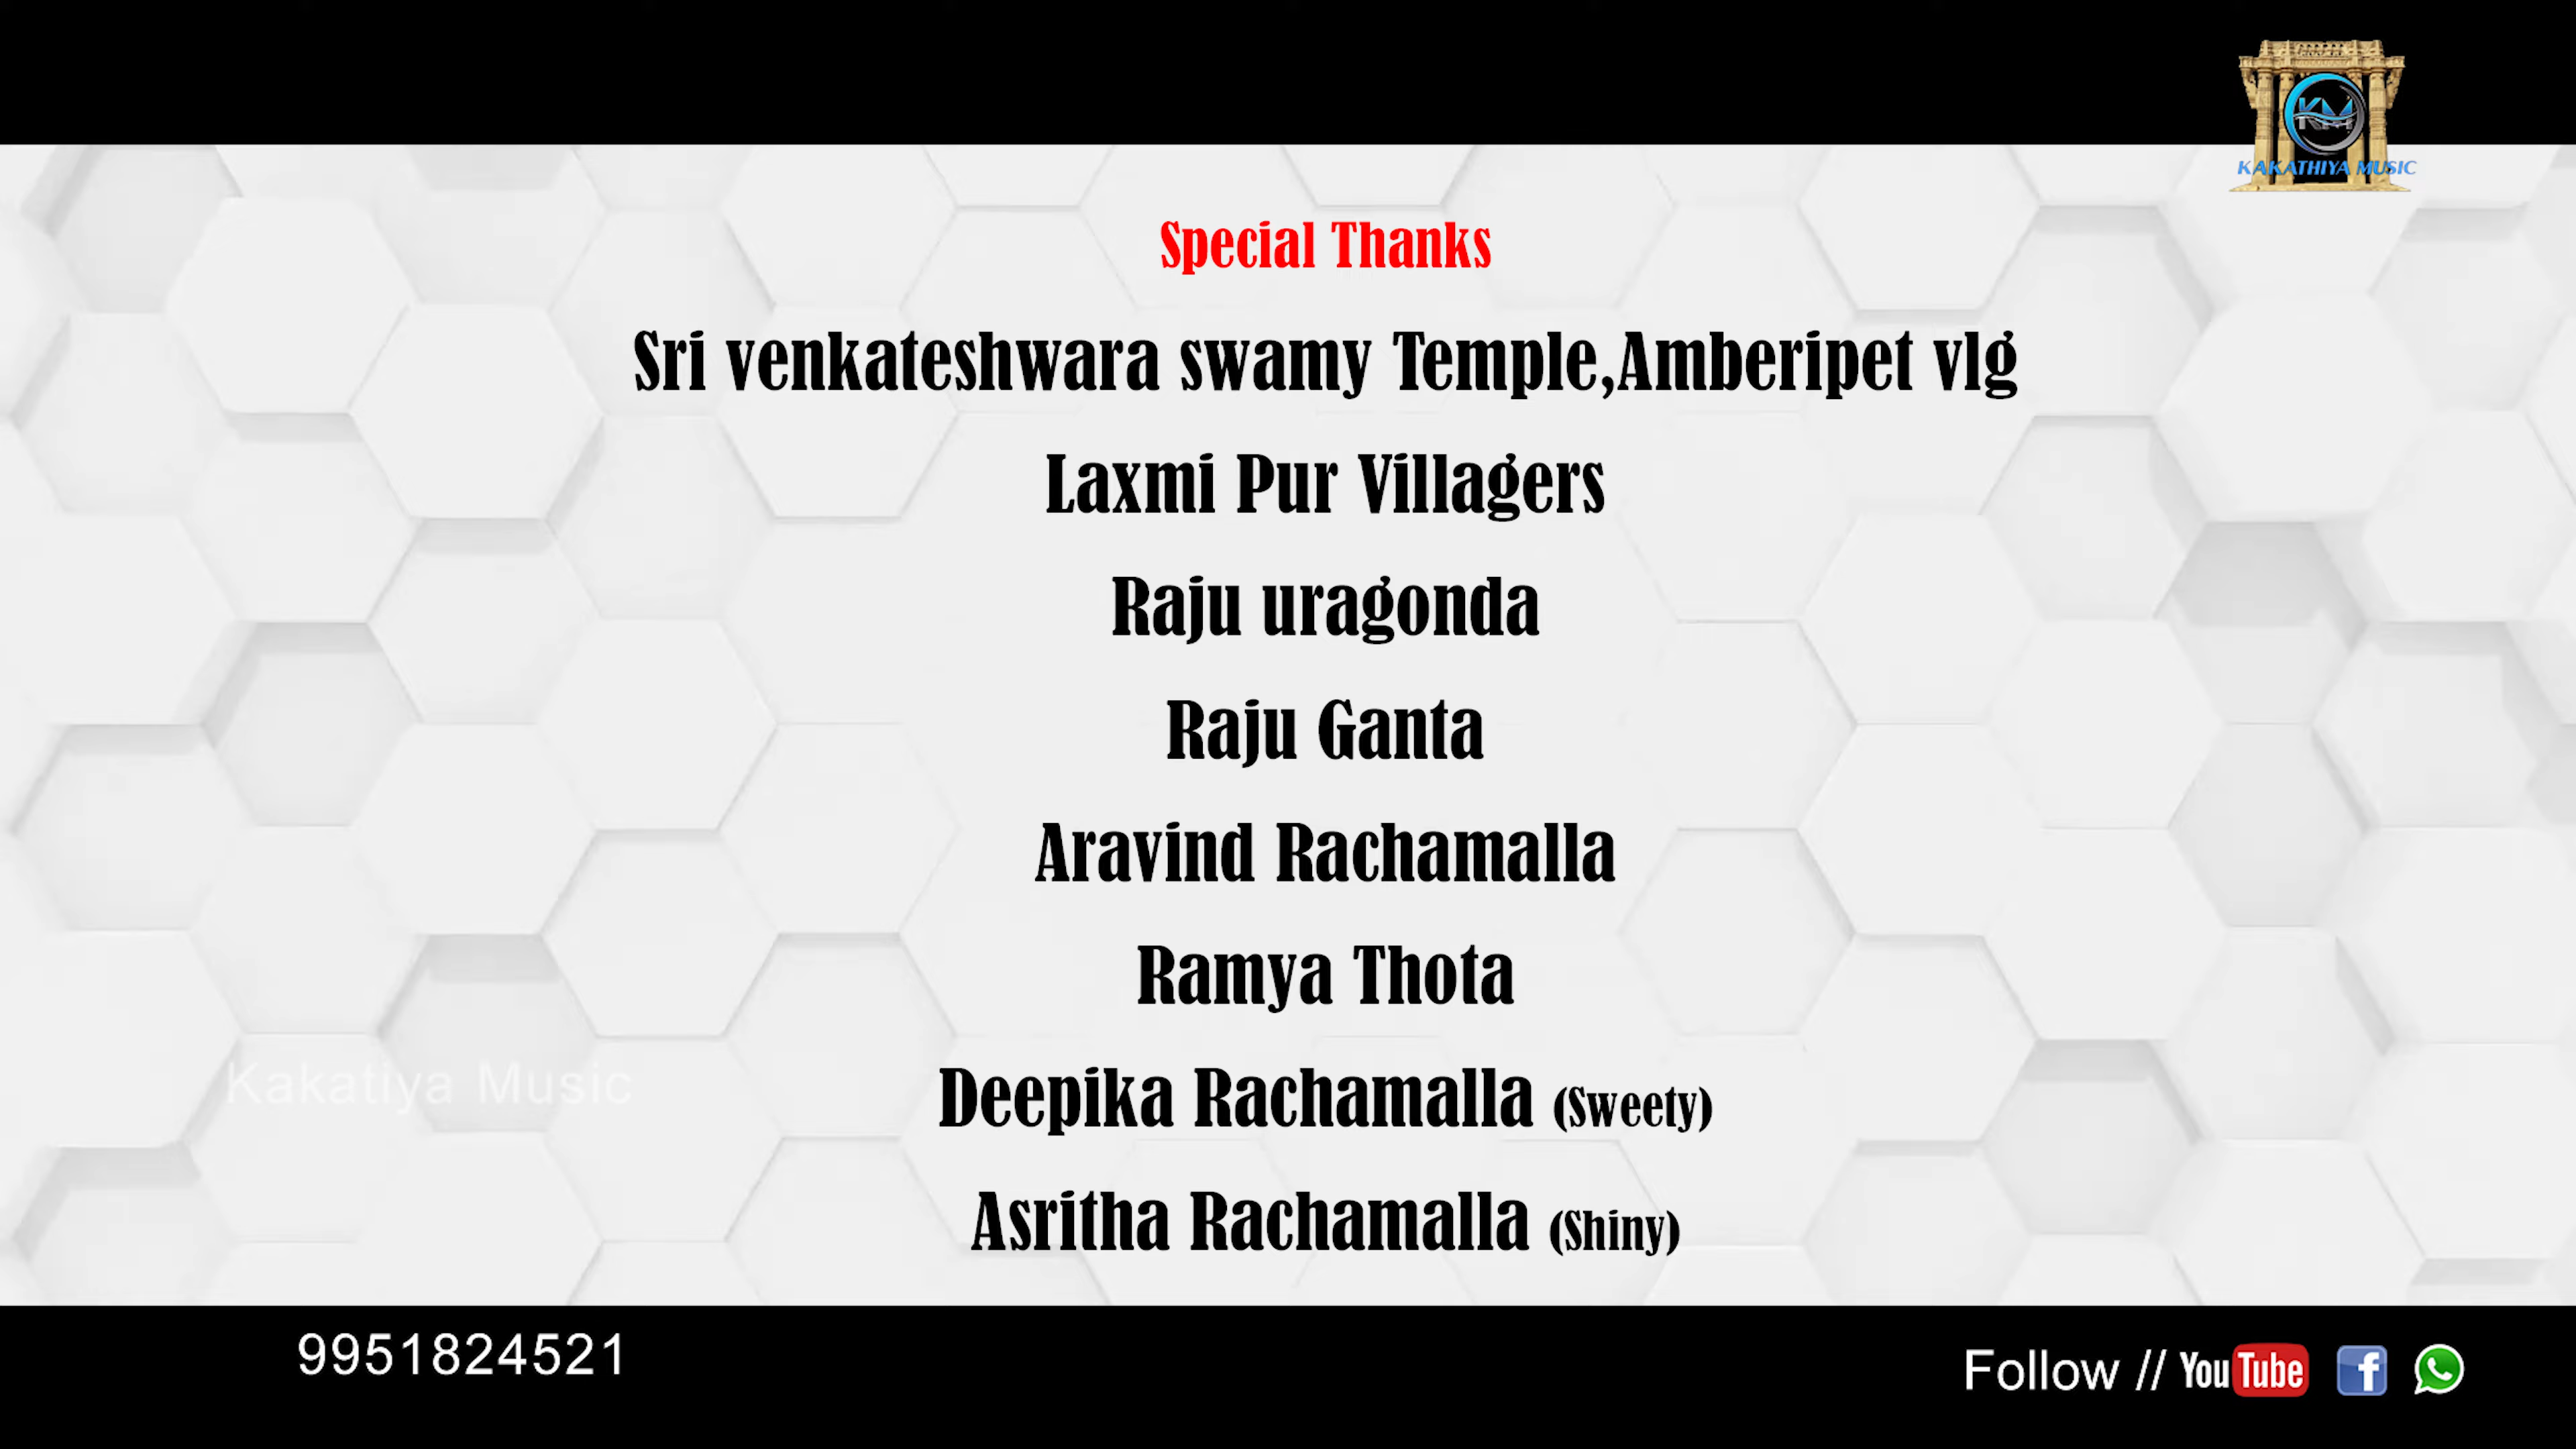 KM
KAKATHIYA MUSIC
Special Thanks
Sri venkateshwara swamy Temple,Amberipet vlg
Laxmi Pur Villagers
Raju uragonda
Raju Ganta
Aravind Rachamalla
Ramya Thota
Deepika Rachamalla (Sweety)
Kakatiya Music
Asritha Rachamalla (Shiny)
9951824521
Follow // YouTube f